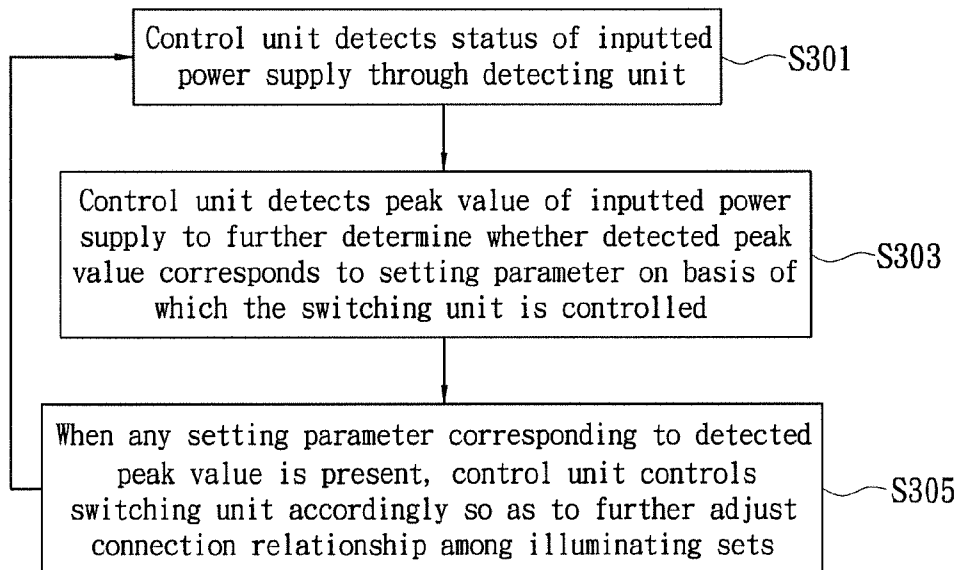 Control unit detects status of inputted
power supply through detecting unit
S301
Control unit detects peak value of inputted power
supply to further determine whether detected peak
value corresponds to setting parameter on basis of
which the switching unit is controlled
S303
When any setting parameter corresponding to detected
peak value is present, control unit controls
switching unit accordingly so as to further adjust
connection relationship among illuminating sets
S305